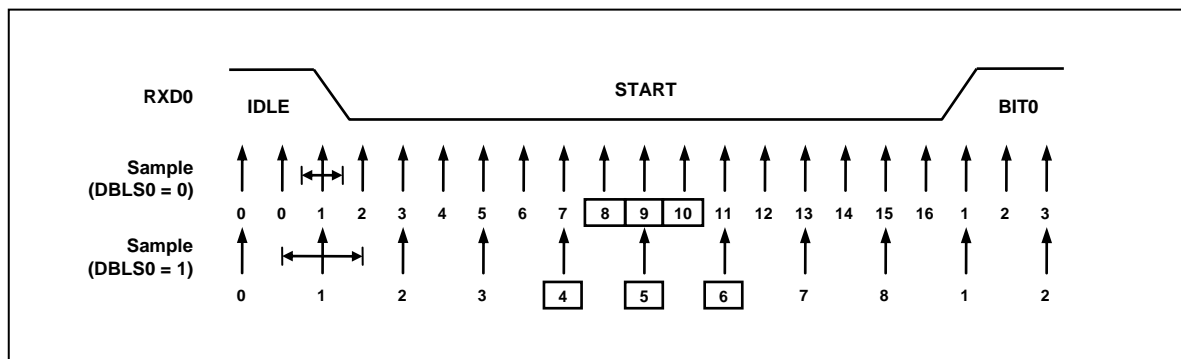 RXD0
IDLE
START
BIT0
Sample
(DBLS0 = 0)
0 0 1 2 3 4 5 6 7 8 9 10 11 12 13 14 15 16 1 2 3
Sample
(DBLS0 = 1)
0 1 2 3 4 5 6 7 8 1 2